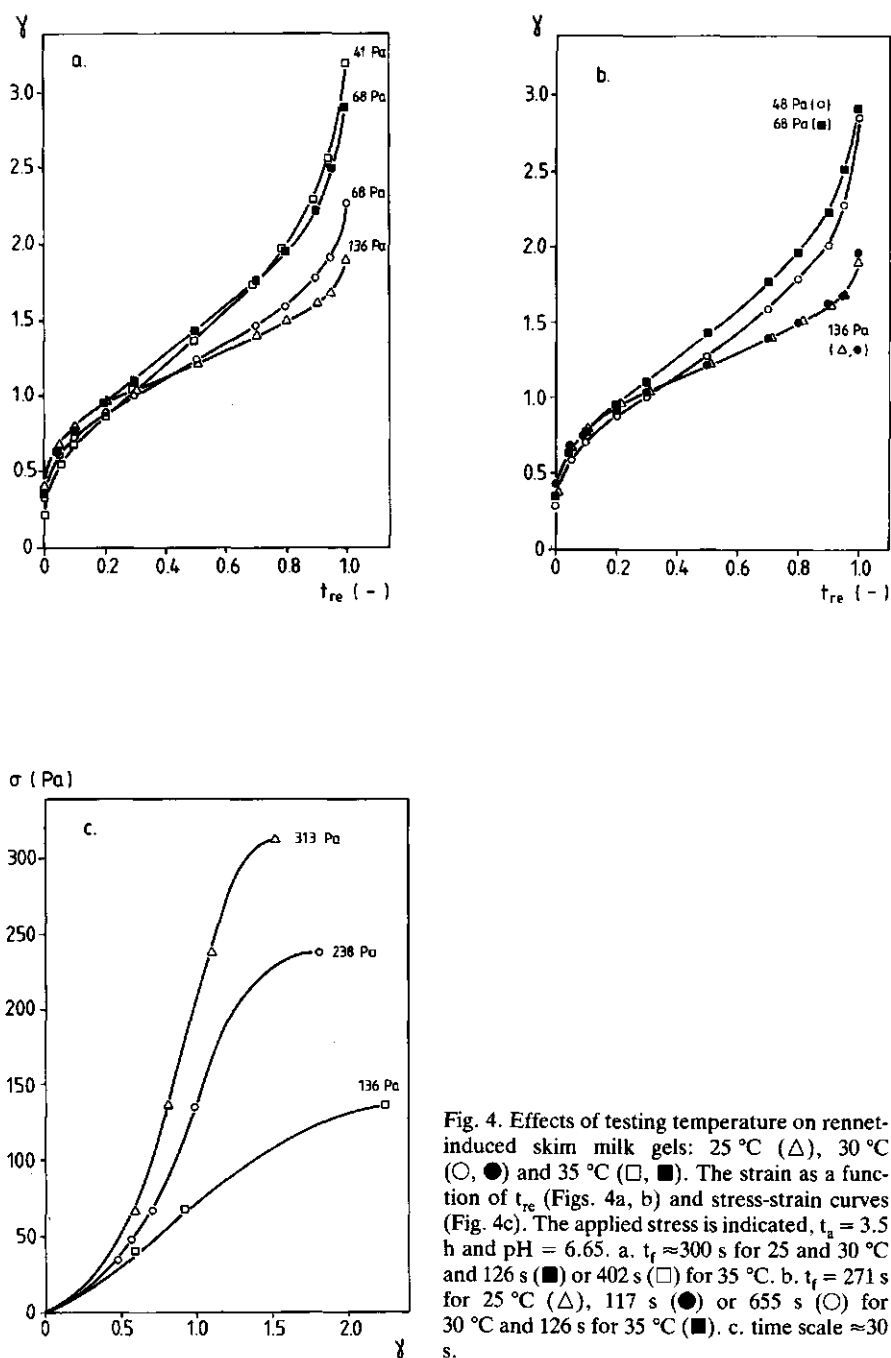 γ
a.
41 Pa
68 Pa
68 Pa
136 Pa
3.0
2.5
2.0
1.5
1.0
0.5
0
0 0.2 0.4 0.6 0.8 1.0
t_re (-)
γ
b.
48 Pa (○)
68 Pa (■)
136 Pa
(△,●)
3.0
2.5
2.0
1.5
1.0
0.5
0
0 0.2 0.4 0.6 0.8 1.0
t_re (-)
σ (Pa)
c.
313 Pa
238 Pa
136 Pa
300
250
200
150
100
50
0
0 0.5 1.0 1.5 2.0
γ
Fig. 4. Effects of testing temperature on rennet-
induced skim milk gels: 25 °C (△), 30 °C
(○, ●) and 35 °C (□, ■). The strain as a func-
tion of t_re (Figs. 4a, b) and stress-strain curves
(Fig. 4c). The applied stress is indicated, t_a = 3.5
h and pH = 6.65. a. t_f ≈300 s for 25 and 30 °C
and 126 s (■) or 402 s (□) for 35 °C. b. t_f = 271 s
for 25 °C (△), 117 s (●) or 655 s (○) for
30 °C and 126 s for 35 °C (■). c. time scale ≈30
s.